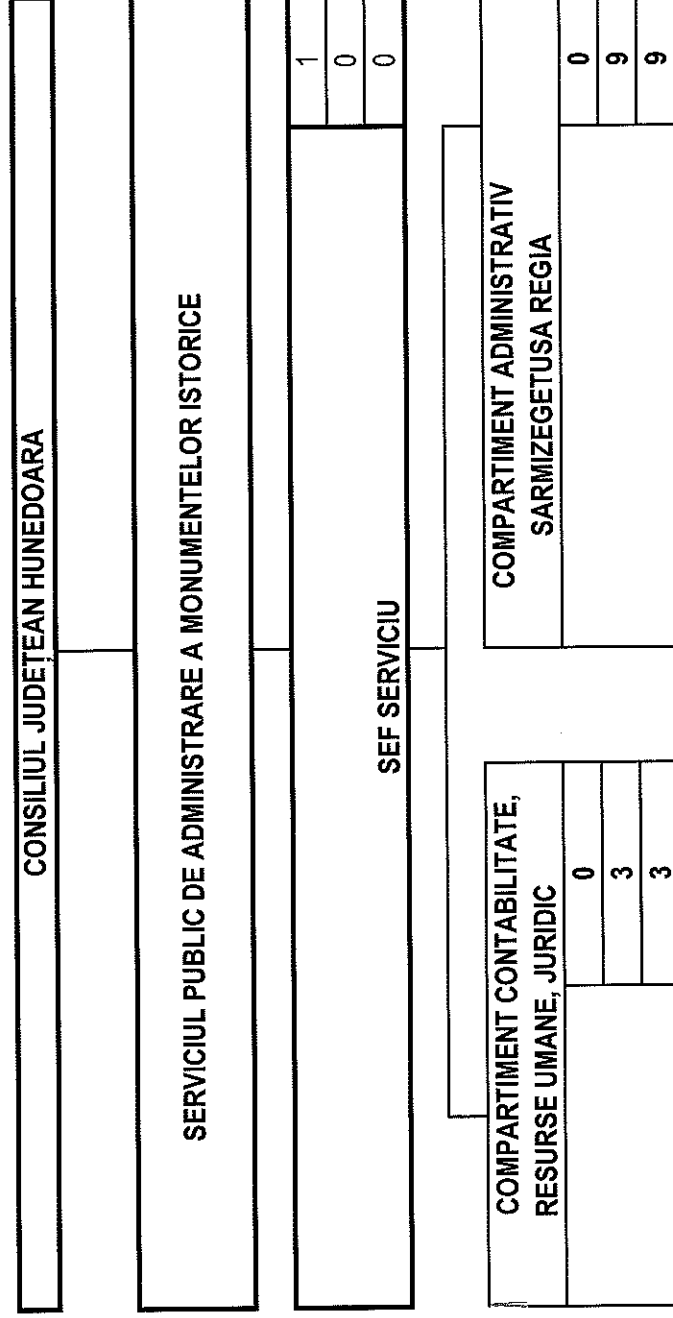 CONSILIUL JUDEȚEAN HUNEDOARA
SERVICIUL PUBLIC DE ADMINISTRARE A MONUMENTELOR ISTORICE
SEF SERVICIU
1
0
0
COMPARTIMENT CONTABILITATE,
RESURSE UMANE, JURIDIC
0
3
3
COMPARTIMENT ADMINISTRATIV
SARMIZEGETUSA REGIA
0
9
9